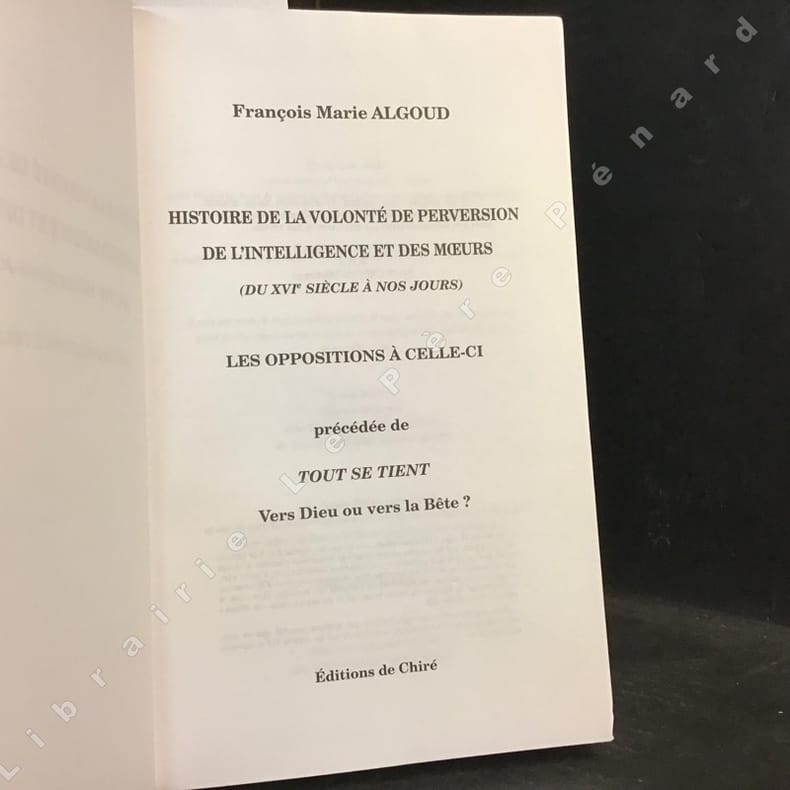 François Marie ALGOUD
HISTOIRE DE LA VOLONTÉ DE PERVERSION
DE L'INTELLIGENCE ET DES MŒURS
(DU XVIe SIÈCLE À NOS JOURS)
LES OPPOSITIONS À CELLE-CI
précédée de
TOUT SE TIENT
Vers Dieu ou vers la Bête ?
Éditions de Chiré
Librairie Le Père Pénard